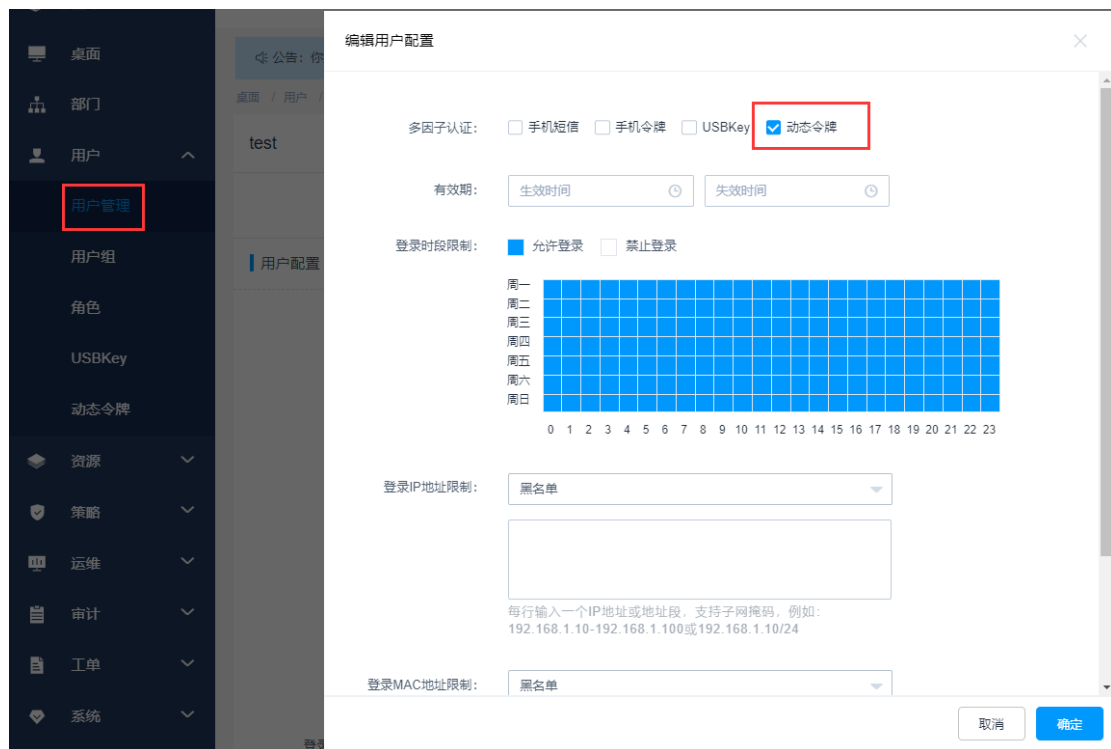 桌面
部门
用户
用户管理
用户组
角色
USBKey
动态令牌
资源
策略
运维
审计
工单
系统
公告：你
桌面 / 用户 /
test
用户配置
编辑用户配置
多因子认证： 手机短信 手机令牌 USBKey 动态令牌
有效期： 生效时间 失效时间
登录时段限制： 允许登录 禁止登录
周一
周二
周三
周四
周五
周六
周日
0 1 2 3 4 5 6 7 8 9 10 11 12 13 14 15 16 17 18 19 20 21 22 23
登录IP地址限制： 黑名单
每行输入一个IP地址或地址段，支持子网掩码，例如：
192.168.1.10-192.168.1.100或192.168.1.10/24
登录MAC地址限制： 黑名单
取消 确定